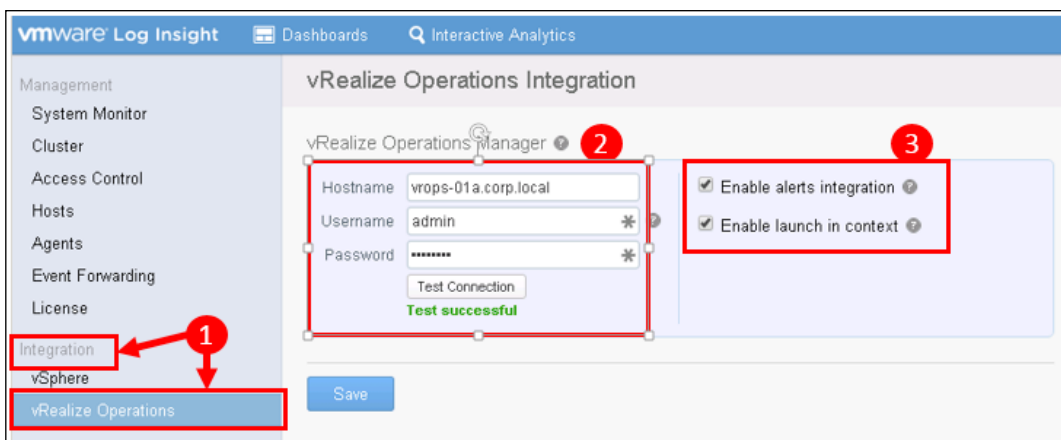 vmware Log Insight Dashboards Interactive Analytics
Management
System Monitor
Cluster
Access Control
Hosts
Agents
Event Forwarding
License
Integration
1
vSphere
vRealize Operations
vRealize Operations Integration
vRealize Operations Manager ? 2
Hostname vrops-01a.corp.local
Username admin ?
Password ••••••••
Test Connection
Test successful
3
Enable alerts integration ?
Enable launch in context ?
Save